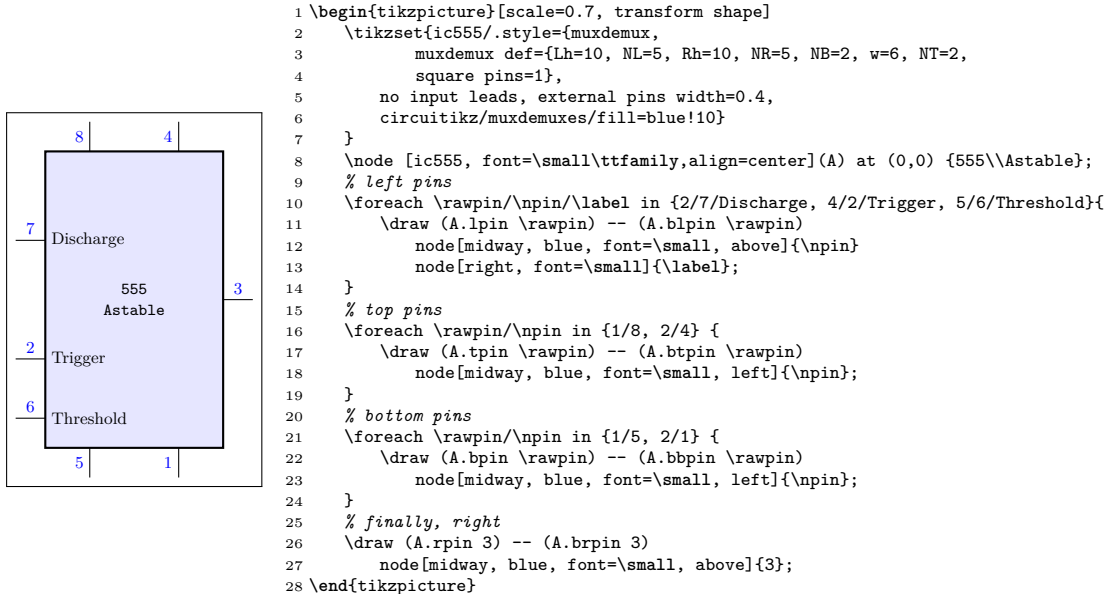 8 4
7
Discharge
555
Astable
3
2
Trigger
6
Threshold
5 1
1 \begin{tikzpicture}[scale=0.7, transform shape]
2 \tikzset{ic555/.style={muxdemux,
3 muxdemux def={Lh=10, NL=5, Rh=10, NR=5, NB=2, w=6, NT=2,
4 square pins=1},
5 no input leads, external pins width=0.4,
6 circuitikz/muxdemuxes/fill=blue!10}
7 }
8 \node [ic555, font=\small\ttfamily,align=center](A) at (0,0) {555\\Astable};
9 % left pins
10 \foreach \rawpin/\npin/\label in {2/7/Discharge, 4/2/Trigger, 5/6/Threshold}{
11 \draw (A.lpin \rawpin) -- (A.blpin \rawpin)
12 node[midway, blue, font=\small, above]{\npin}
13 node[right, font=\small]{\label};
14 }
15 % top pins
16 \foreach \rawpin/\npin in {1/8, 2/4} {
17 \draw (A.tpin \rawpin) -- (A.btpin \rawpin)
18 node[midway, blue, font=\small, left]{\npin};
19 }
20 % bottom pins
21 \foreach \rawpin/\npin in {1/5, 2/1} {
22 \draw (A.bpin \rawpin) -- (A.bbpin \rawpin)
23 node[midway, blue, font=\small, left]{\npin};
24 }
25 % finally, right
26 \draw (A.rpin 3) -- (A.brpin 3)
27 node[midway, blue, font=\small, above]{3};
28 \end{tikzpicture}